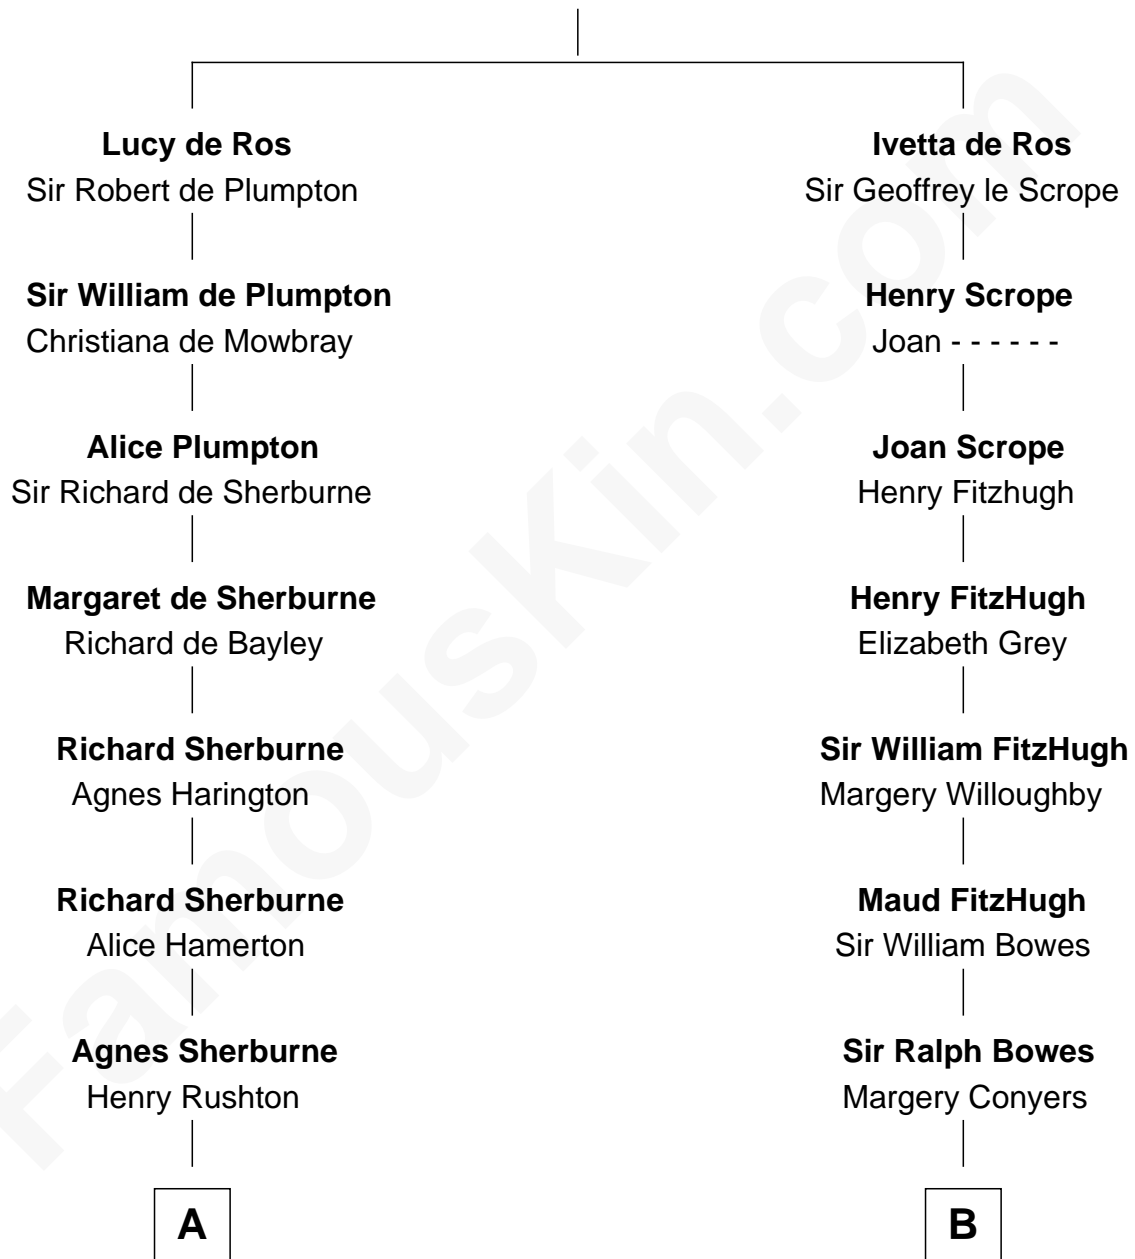 Lucy de Ros
Sir Robert de Plumpton
Sir William de Plumpton
Christiana de Mowbray
Alice Plumpton
Sir Richard de Sherburne
Margaret de Sherburne
Richard de Bayley
Richard Sherburne
Agnes Harington
Richard Sherburne
Alice Hamerton
Agnes Sherburne
Henry Rushton
A
Ivetta de Ros
Sir Geoffrey le Scrope
Henry Scrope
Joan - - - - - -
Joan Scrope
Henry Fitzhugh
Henry FitzHugh
Elizabeth Grey
Sir William FitzHugh
Margery Willoughby
Maud FitzHugh
Sir William Bowes
Sir Ralph Bowes
Margery Conyers
B
FamousKin.com